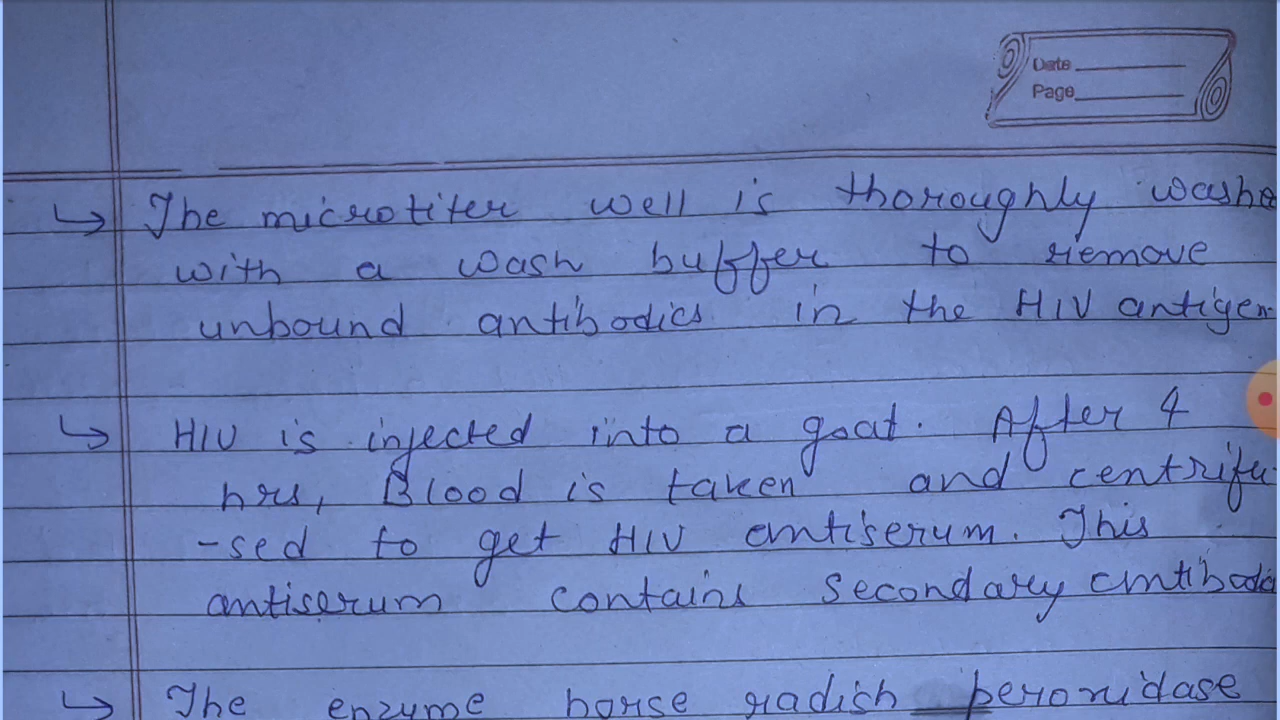 Date
Page
↳ The microtiter well is thoroughly washe
with a wash buffer to remove
unbound antibodies in the HIV antigen
↳ HIV is injected into a goat. After 4
hrs, Blood is taken and centrifu
-sed to get HIV antiserum. This
antiserum contains secondary antibodi
↳ The enzyme horse radish peroxidase